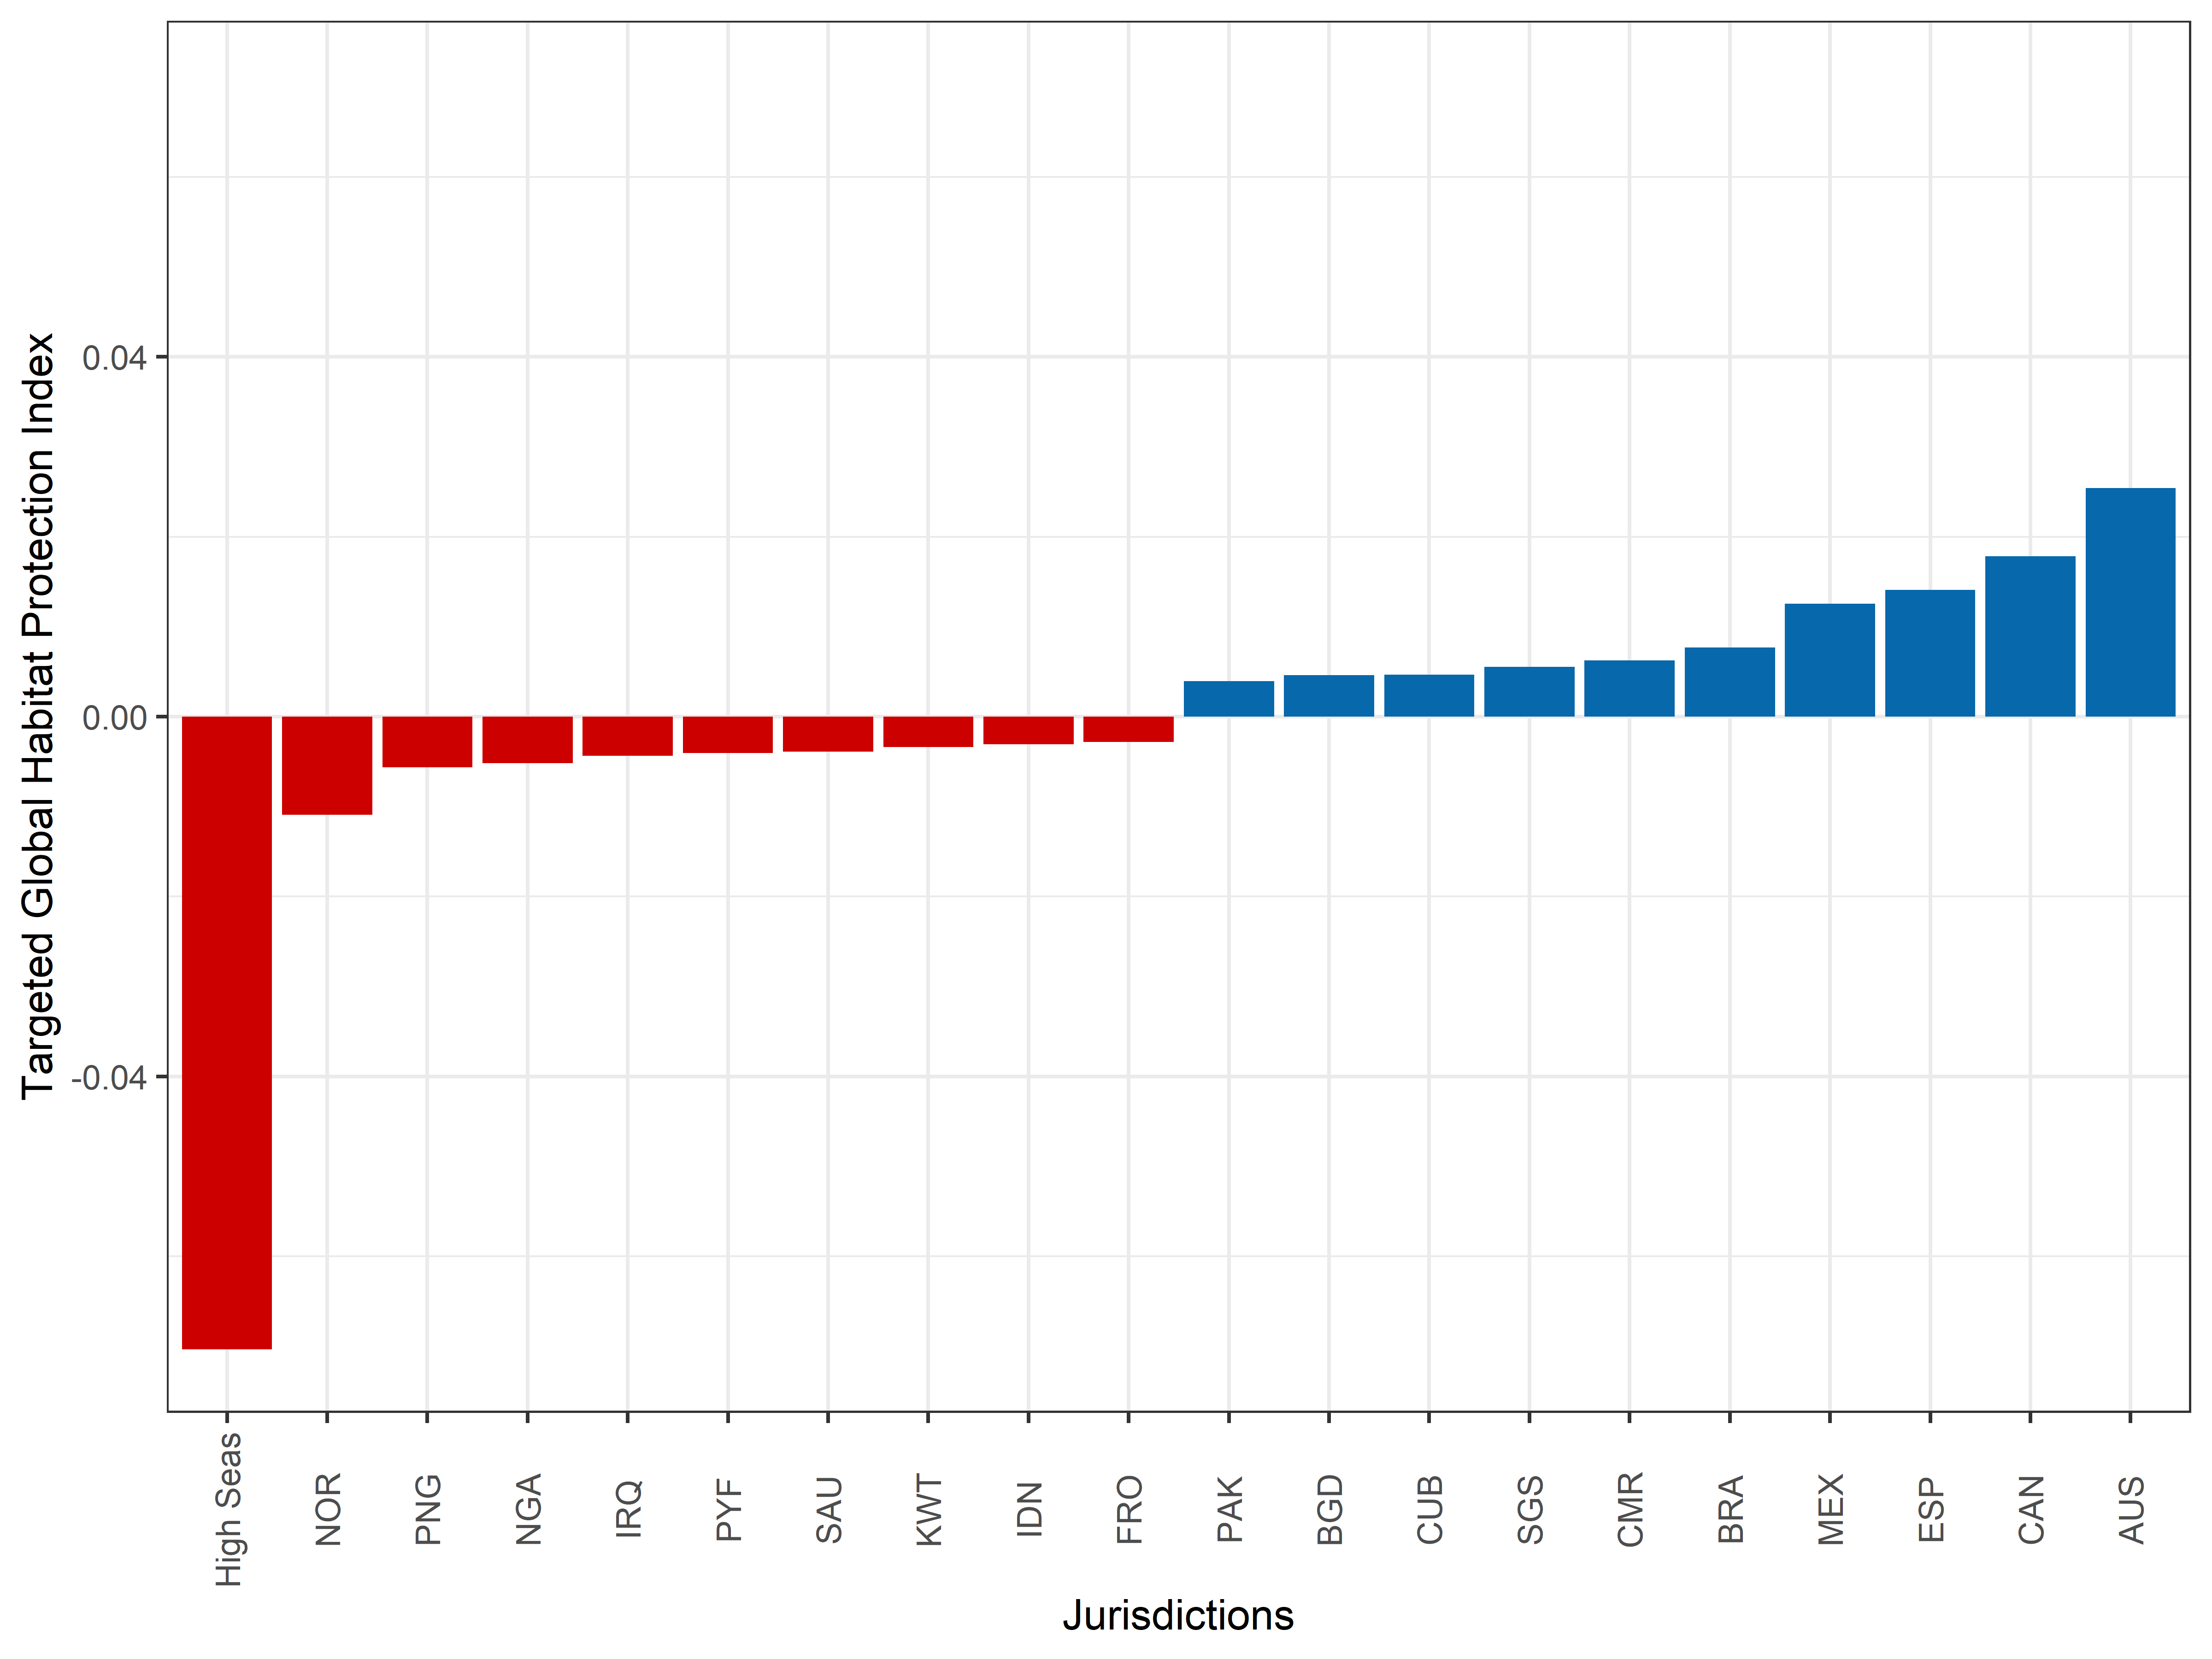 Targeted Global Habitat Protection Index
0.04
0.00
-0.04
High Seas
NOR
PNG
NGA
IRQ
PYF
SAU
KWT
IDN
FRO
PAK
BGD
CUB
SGS
CMR
BRA
MEX
ESP
CAN
AUS
Jurisdictions